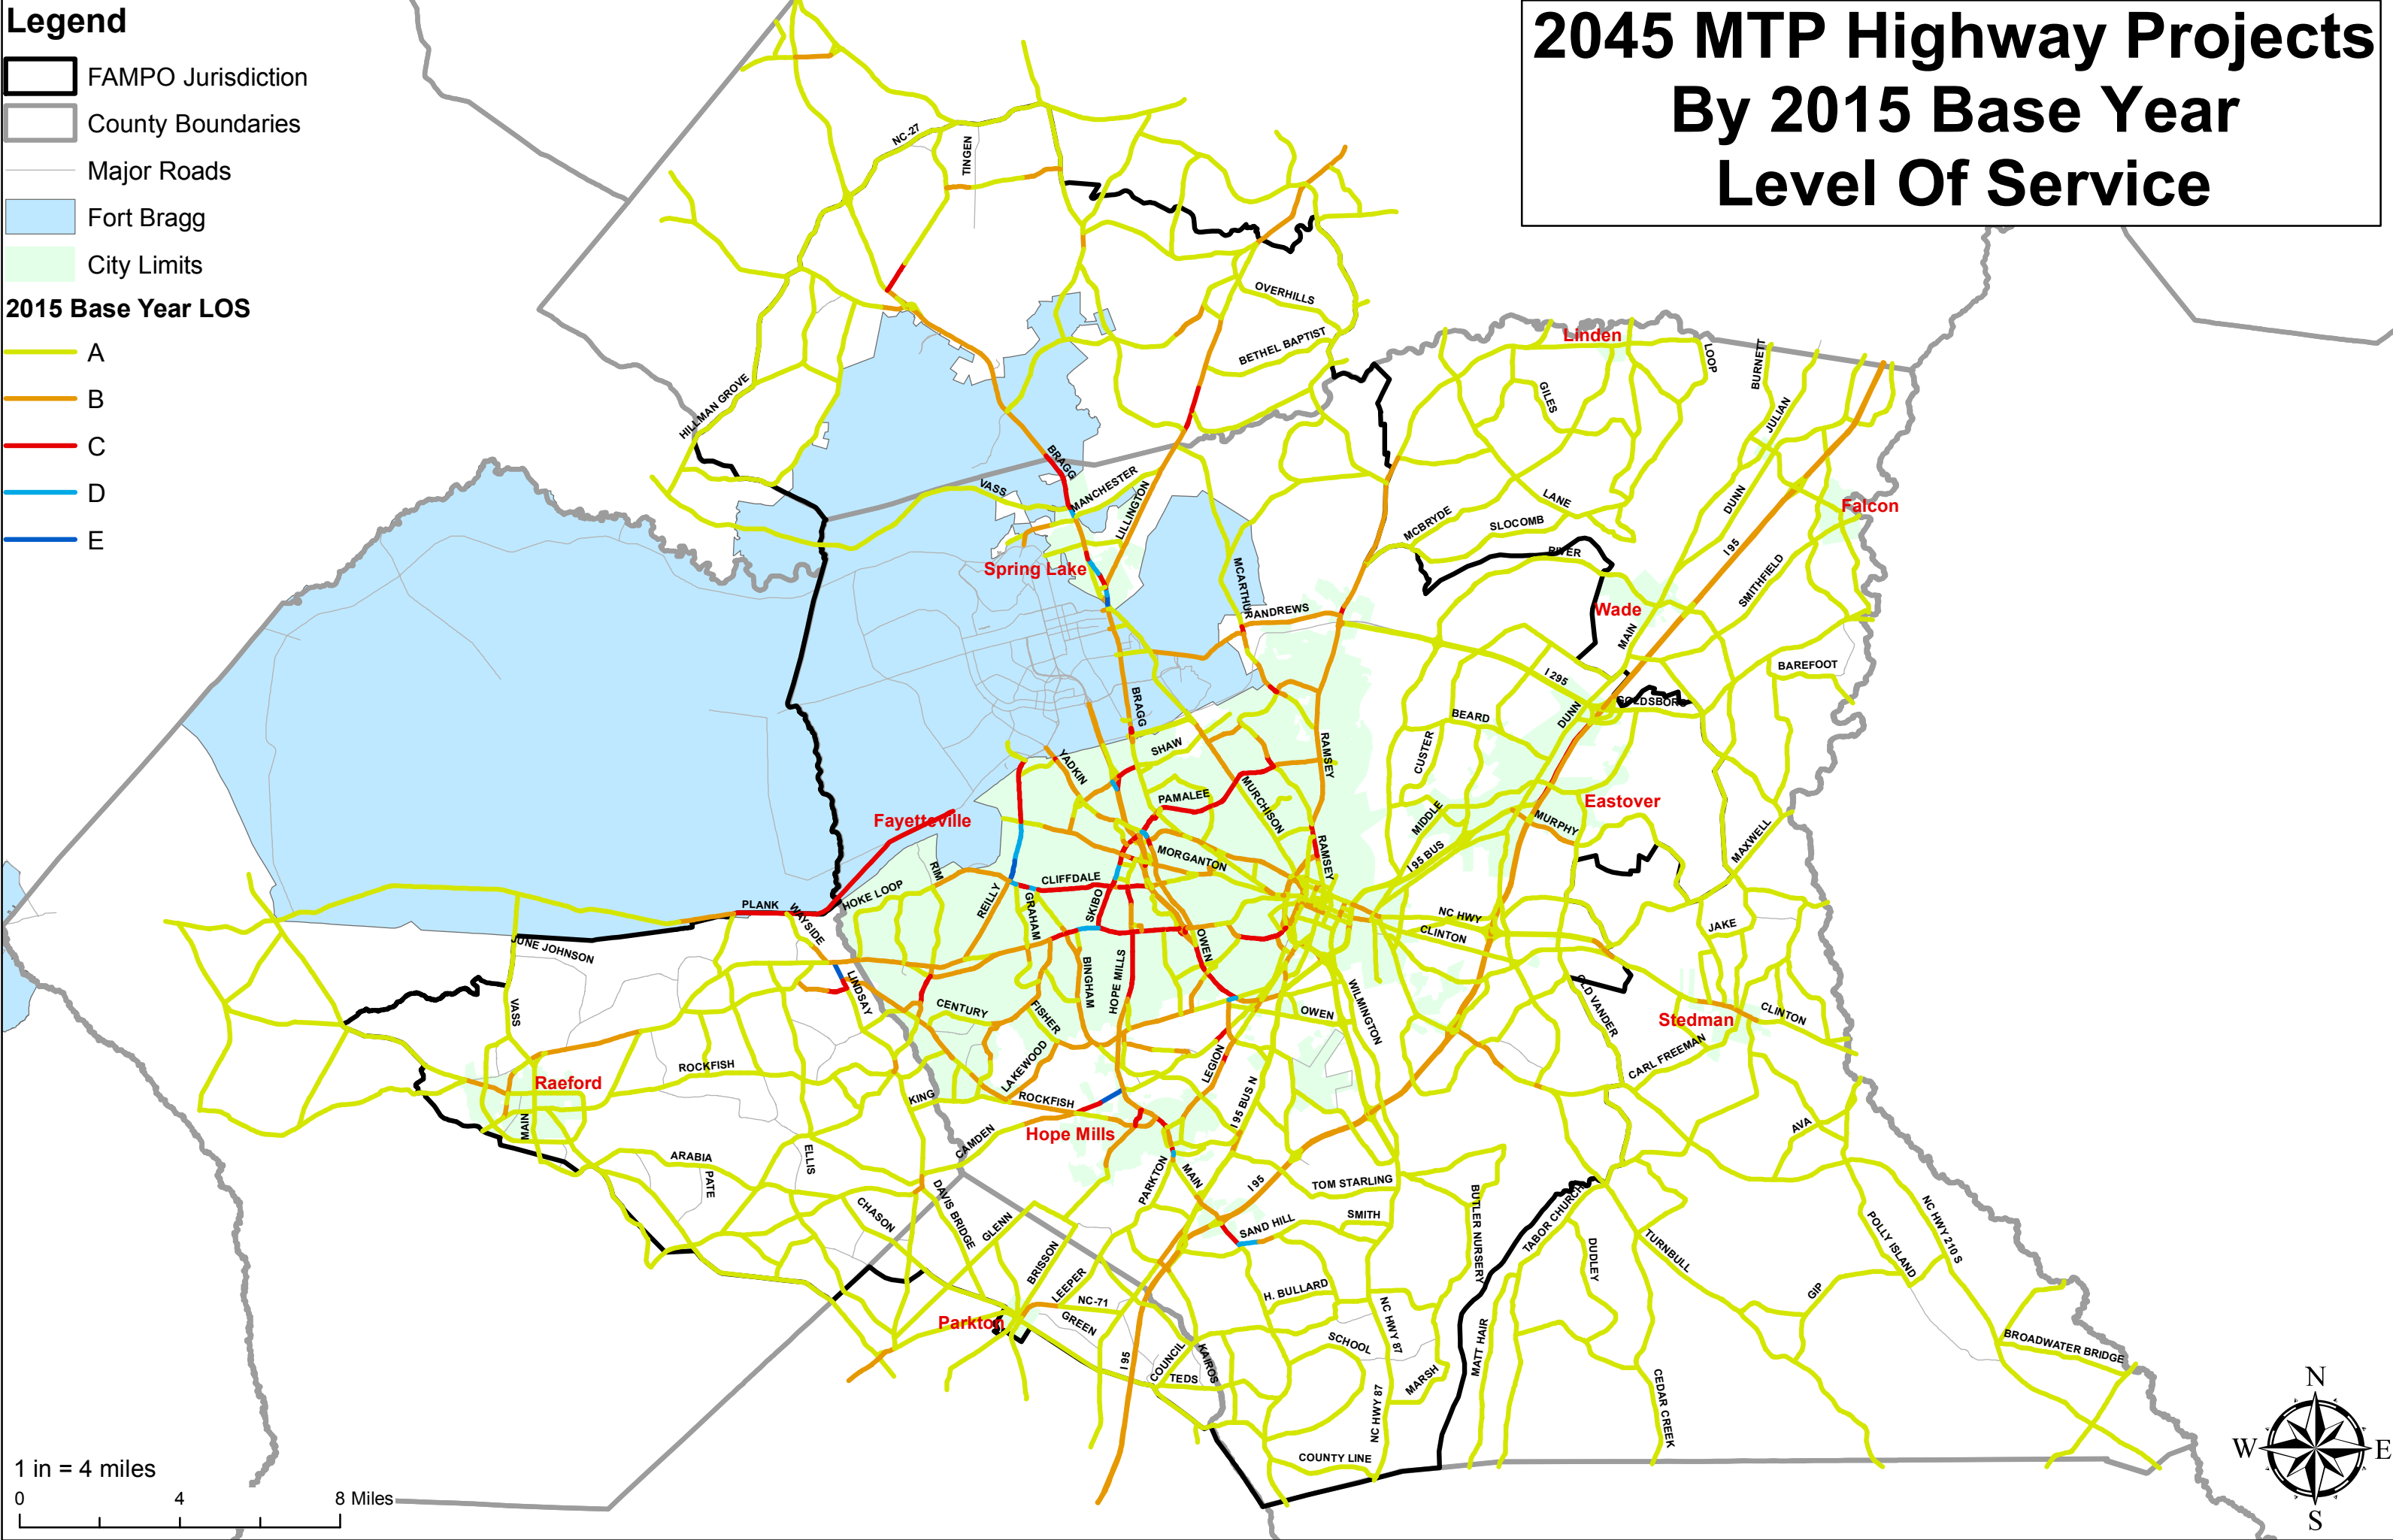 Legend
FAMPO Jurisdiction
County Boundaries
Major Roads
Fort Bragg
City Limits
2015 Base Year LOS
A
B
C
D
E
2045 MTP Highway Projects
By 2015 Base Year
Level Of Service
NC-27
TINGEN
OVERHILLS
BETHEL BAPTIST
HILLMAN GROVE
Linden
LOOP
BURNETT
GILES
JULIAN
BRAGG
VASS
MANCHESTER
LILLINGTON
LANE
DUNN
Falcon
MCBRYDE
SLOCOMB
RIVER
I 95
SMITHFIELD
Spring Lake
MCARTHUR
ANDREWS
Wade
MAIN
BAREFOOT
I 295
GOLDSBORO
BRAGG
BEARD
DUNN
SHAW
YADKIN
RAMSEY
CUSTER
PAMALEE
MURCHISON
Eastover
Fayetteville
MIDDLE
MURPHY
MAXWELL
RAMSEY
MORGANTON
I 95 BUS
RIM
CLIFFDALE
HOKE LOOP
REILLY
GRAHAM
SKIBO
PLANK
WAYSIDE
NC HWY
CLINTON
JAKE
JUNE JOHNSON
OWEN
LINDSAY
BINGHAM
HOPE MILLS
WILMINGTON
OLD VANDER
VASS
CENTURY
FISHER
OWEN
Stedman
CLINTON
CARL FREEMAN
ROCKFISH
LAKEWOOD
LEGION
Raeford
KING
ROCKFISH
I 95 BUS N
MAIN
Hope Mills
AVA
CAMDEN
ARABIA
PATE
ELLIS
PARKTON
MAIN
I 95
TOM STARLING
CHASON
DAVIS BRIDGE
GLENN
SAND HILL
SMITH
BUTLER NURSERY
TABOR CHURCH
DUDLEY
TURNBULL
POLLY ISLAND
NC HWY 210 S
BRISSON
LEEPER
H. BULLARD
GIP
NC-71
GREEN
Parkton
NC HWY 87
SCHOOL
MATT HAIR
BROADWATER BRIDGE
I 95
COUNCIL
KAIROS
TEDS
MARSH
CEDAR CREEK
NC HWY 87
COUNTY LINE
1 in = 4 miles
0 4 8 Miles
N
W E
S